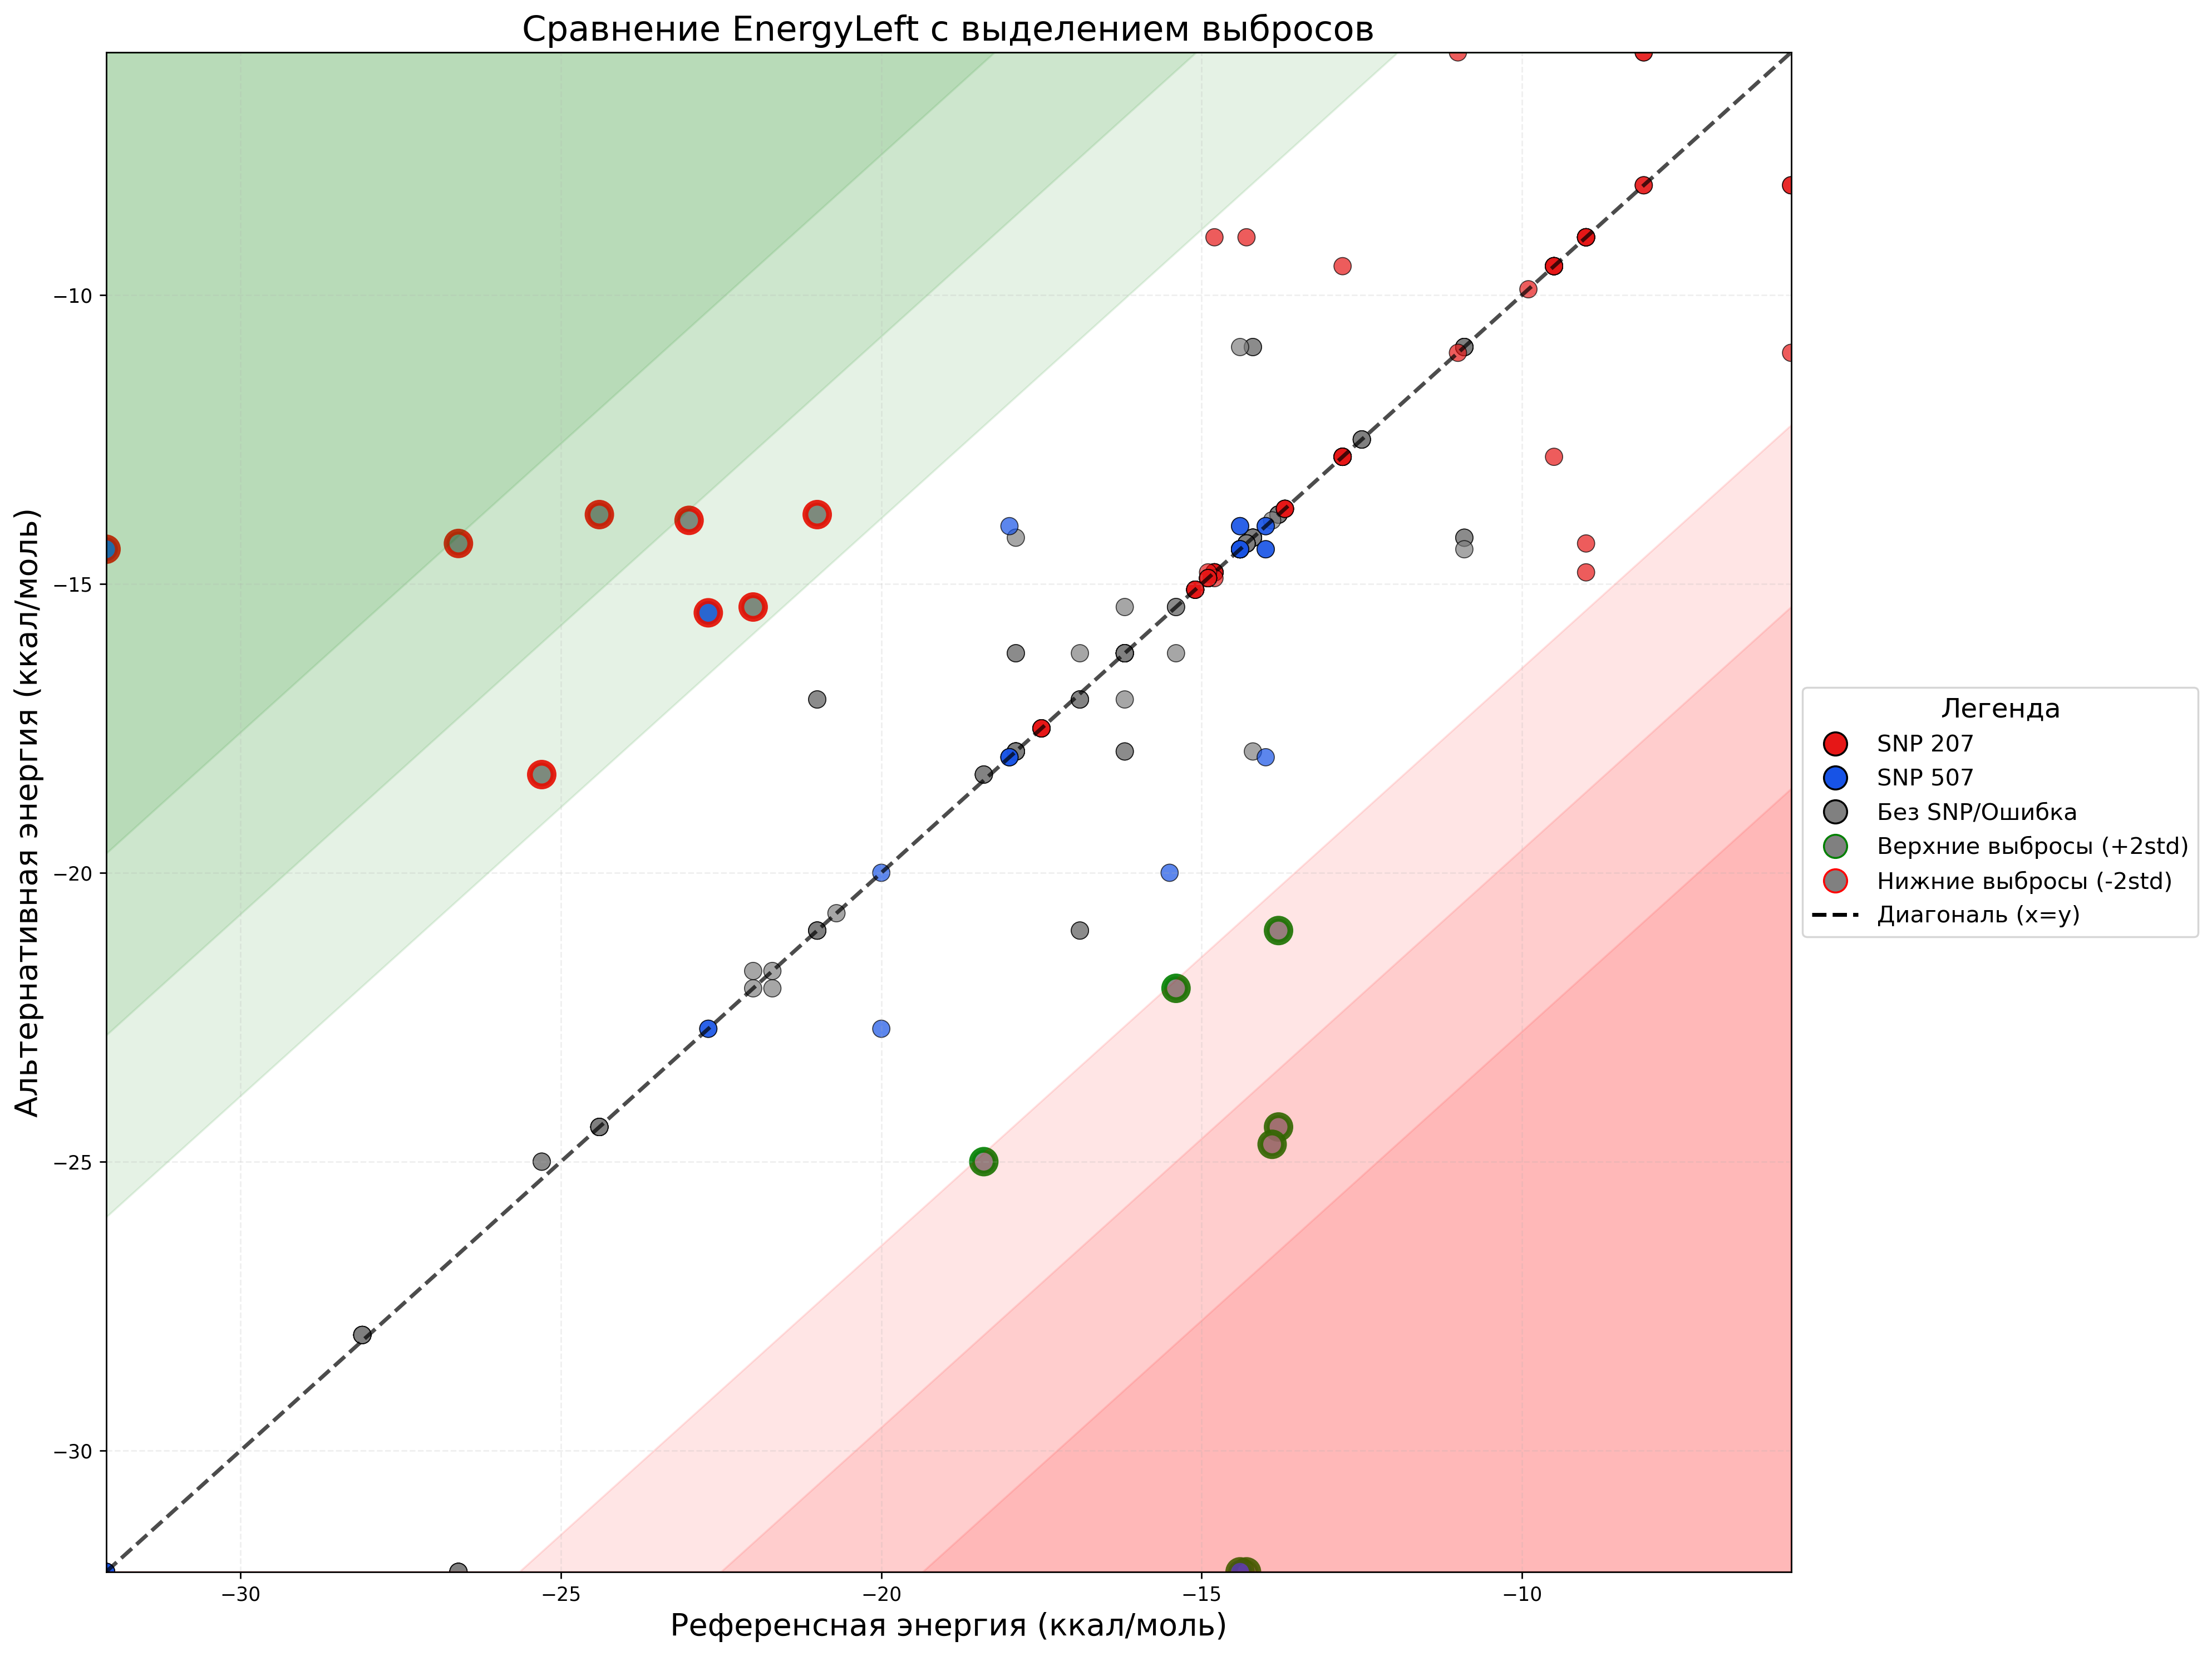 Сравнение EnergyLeft с выделением выбросов
Альтернативная энергия (ккал/моль)
−10
−15
−20
−25
−30
−30
−25
−20
−15
−10
Референсная энергия (ккал/моль)
Легенда
SNP 207
SNP 507
Без SNP/Ошибка
Верхние выбросы (+2std)
Нижние выбросы (-2std)
Диагональ (x=y)